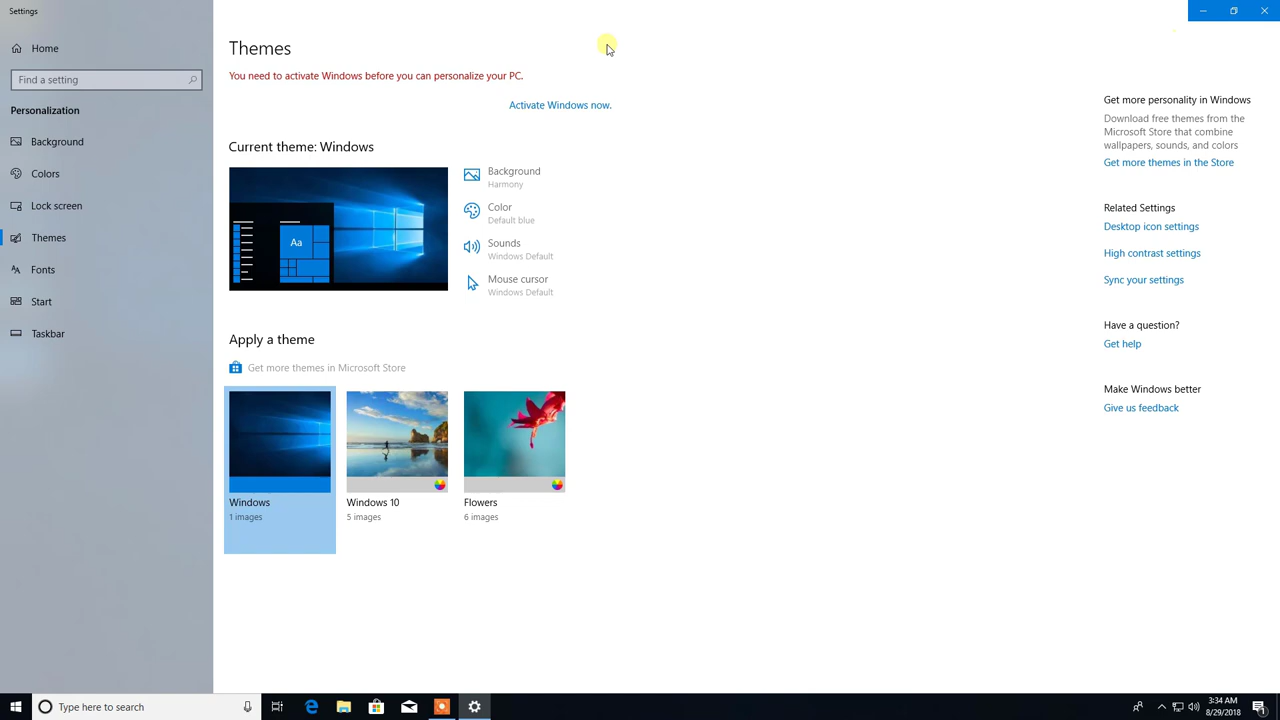 Settings
Home
Find a setting
Personalization
Background
Colors
Lock screen
Themes
Fonts
Start
Taskbar
Themes
You need to activate Windows before you can personalize your PC.
Activate Windows now.
Current theme: Windows
Aa
Background
Harmony
Color
Default blue
Sounds
Windows Default
Mouse cursor
Windows Default
Apply a theme
Get more themes in Microsoft Store
Windows
1 images
Windows 10
5 images
Flowers
6 images
Get more personality in Windows
Download free themes from the
Microsoft Store that combine
wallpapers, sounds, and colors
Get more themes in the Store
Related Settings
Desktop icon settings
High contrast settings
Sync your settings
Have a question?
Get help
Make Windows better
Give us feedback
Type here to search
3:34 AM
8/29/2018
1